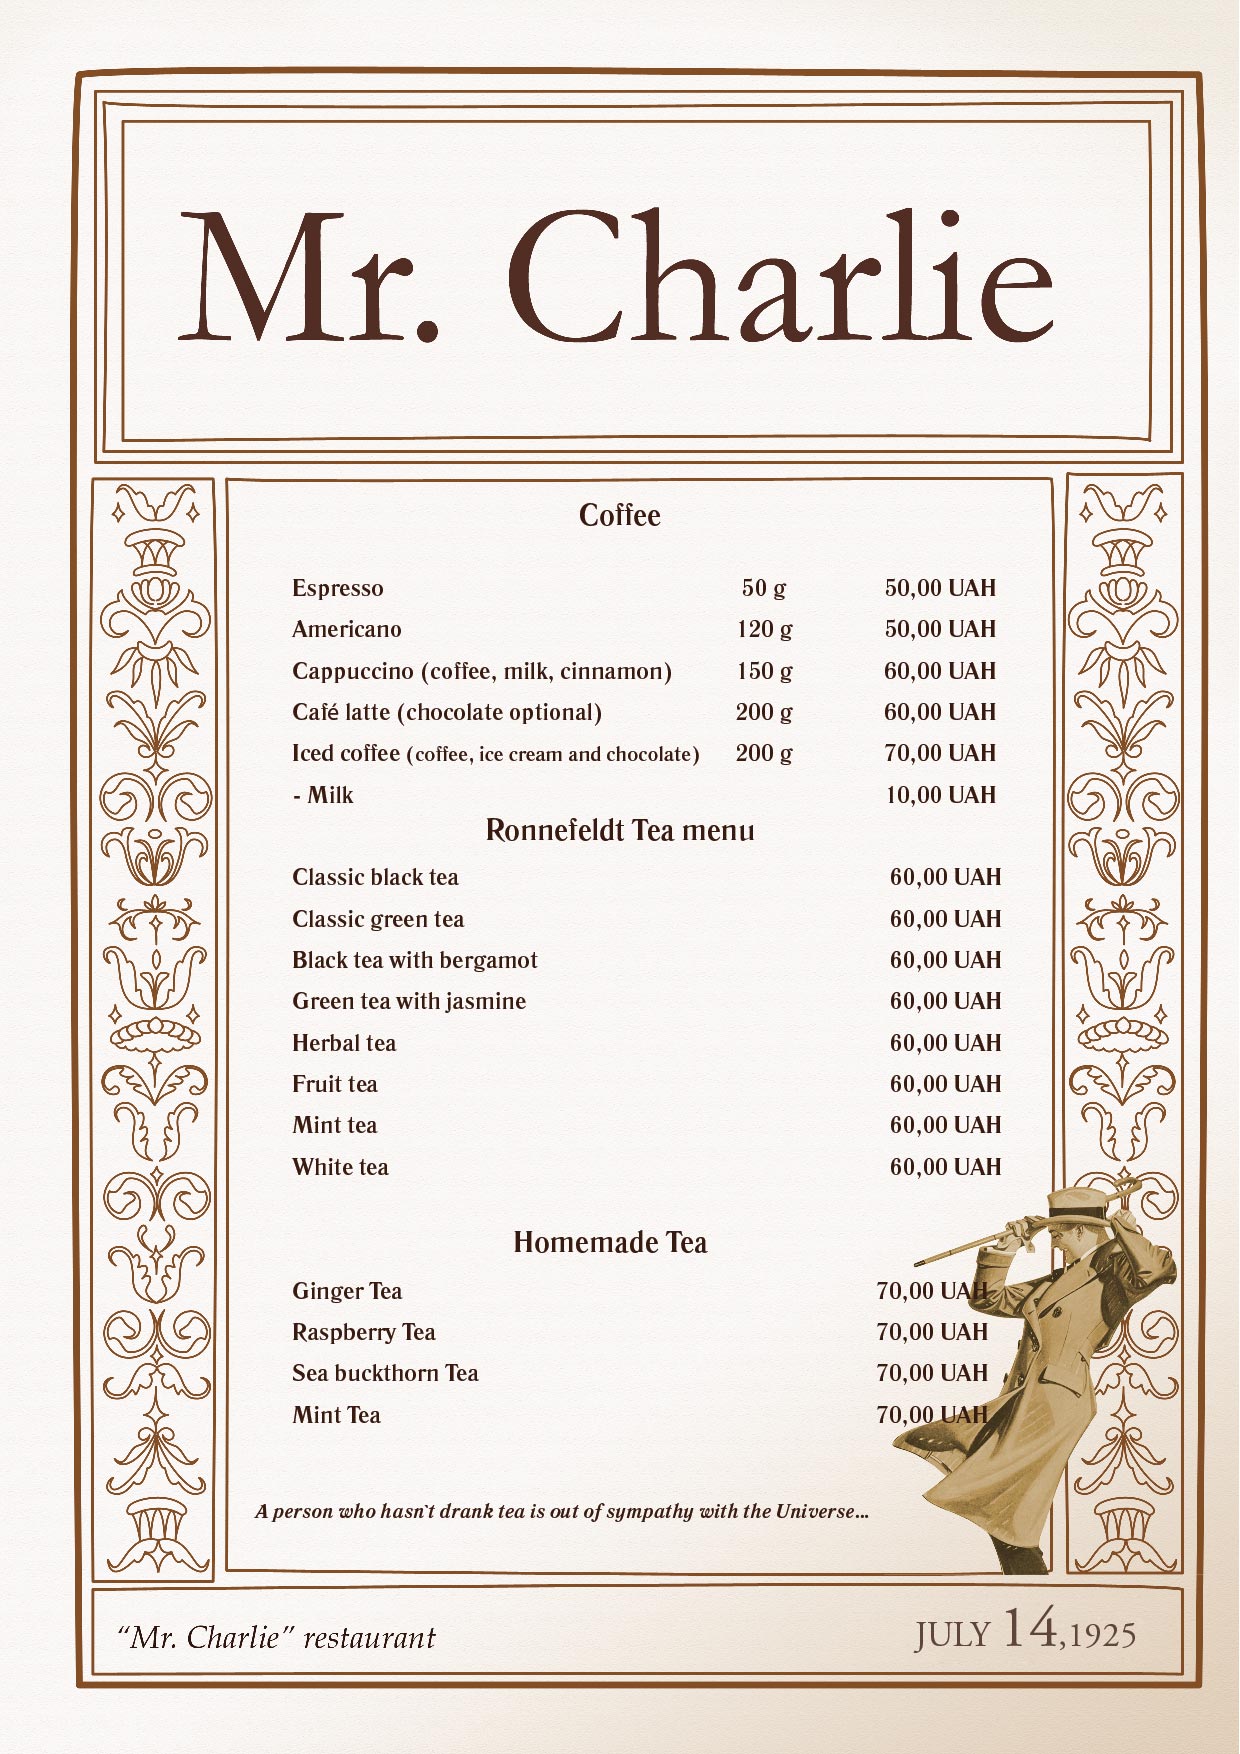 Mr. Charlie
Coffee
Espresso 50 g 50,00 UAH
Americano 120 g 50,00 UAH
Cappuccino (coffee, milk, cinnamon) 150 g 60,00 UAH
Café latte (chocolate optional) 200 g 60,00 UAH
Iced coffee (coffee, ice cream and chocolate) 200 g 70,00 UAH
- Milk 10,00 UAH
Ronnefeldt Tea menu
Classic black tea 60,00 UAH
Classic green tea 60,00 UAH
Black tea with bergamot 60,00 UAH
Green tea with jasmine 60,00 UAH
Herbal tea 60,00 UAH
Fruit tea 60,00 UAH
Mint tea 60,00 UAH
White tea 60,00 UAH
Homemade Tea
Ginger Tea 70,00 UAH
Raspberry Tea 70,00 UAH
Sea buckthorn Tea 70,00 UAH
Mint Tea 70,00 UAH
A person who hasn`t drank tea is out of sympathy with the Universe...
“Mr. Charlie” restaurant JULY 14,1925